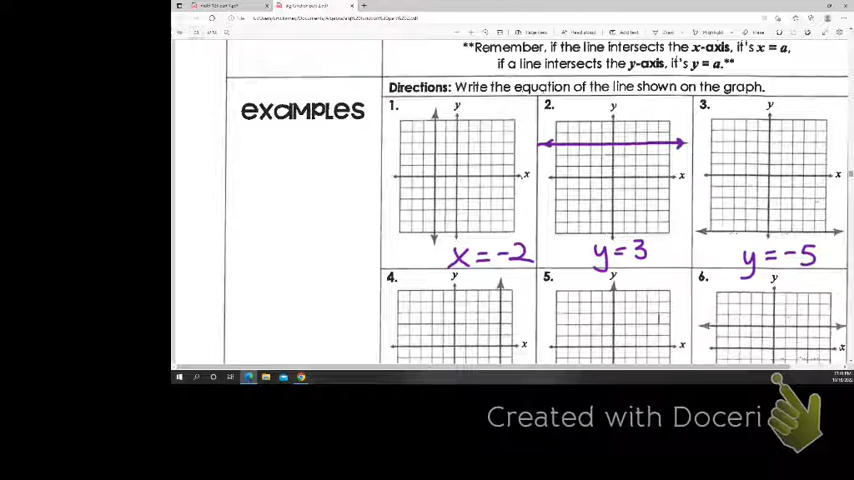 **Remember, if the line intersects the x-axis, it's x = a,
if a line intersects the y-axis, it's y = a.**
Directions: Write the equation of the line shown on the graph.
examples
1.
y
x
x = -2
2.
y
x
y = 3
3.
y
x
y = -5
4.
y
x
5.
y
x
6.
y
x
Created with Doceri